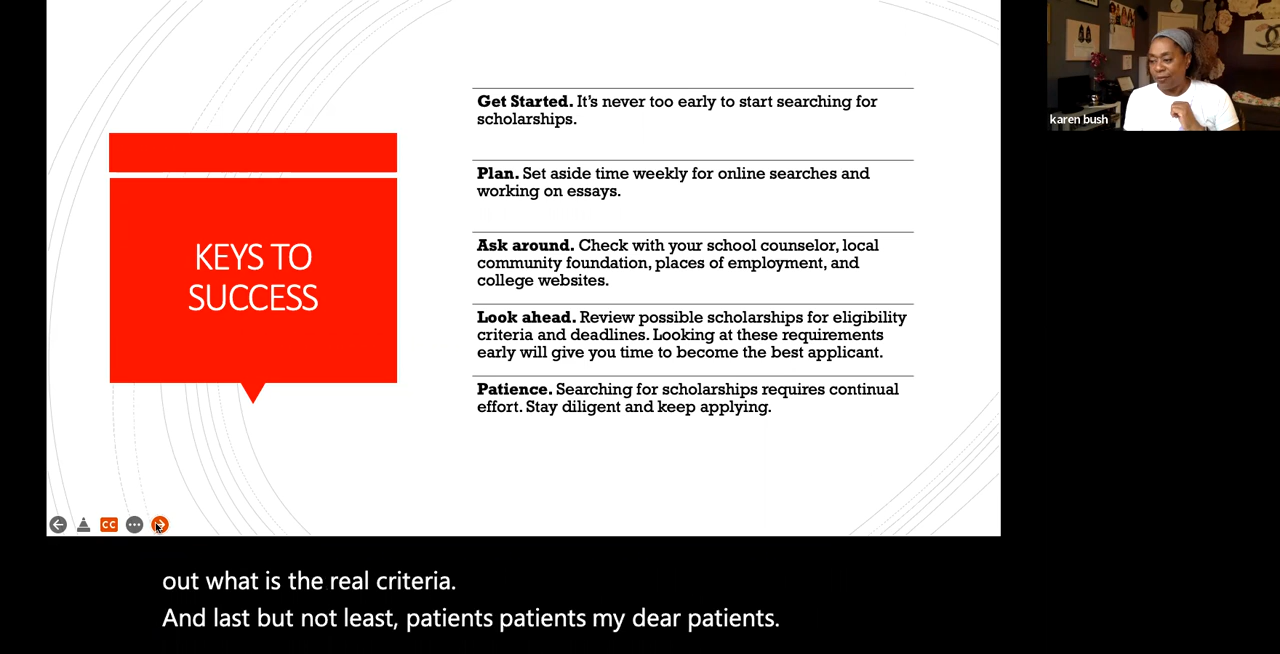 KEYS TO
SUCCESS
Get Started. It's never too early to start searching for
scholarships.
Plan. Set aside time weekly for online searches and
working on essays.
Ask around. Check with your school counselor, local
community foundation, places of employment, and
college websites.
Look ahead. Review possible scholarships for eligibility
criteria and deadlines. Looking at these requirements
early will give you time to become the best applicant.
Patience. Searching for scholarships requires continual
effort. Stay diligent and keep applying.
karen bush
CC
out what is the real criteria.
And last but not least, patients patients my dear patients.